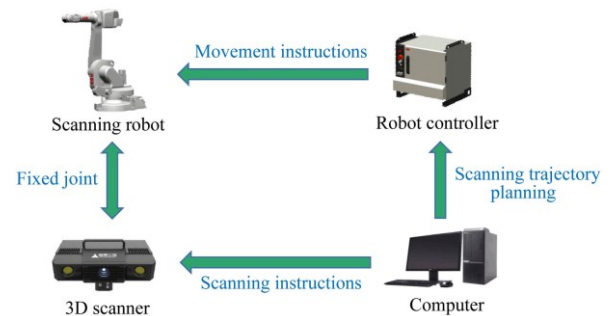 Movement instructions
Scanning robot
Robot controller
Fixed joint
Scanning trajectory
planning
Scanning instructions
3D scanner
Computer